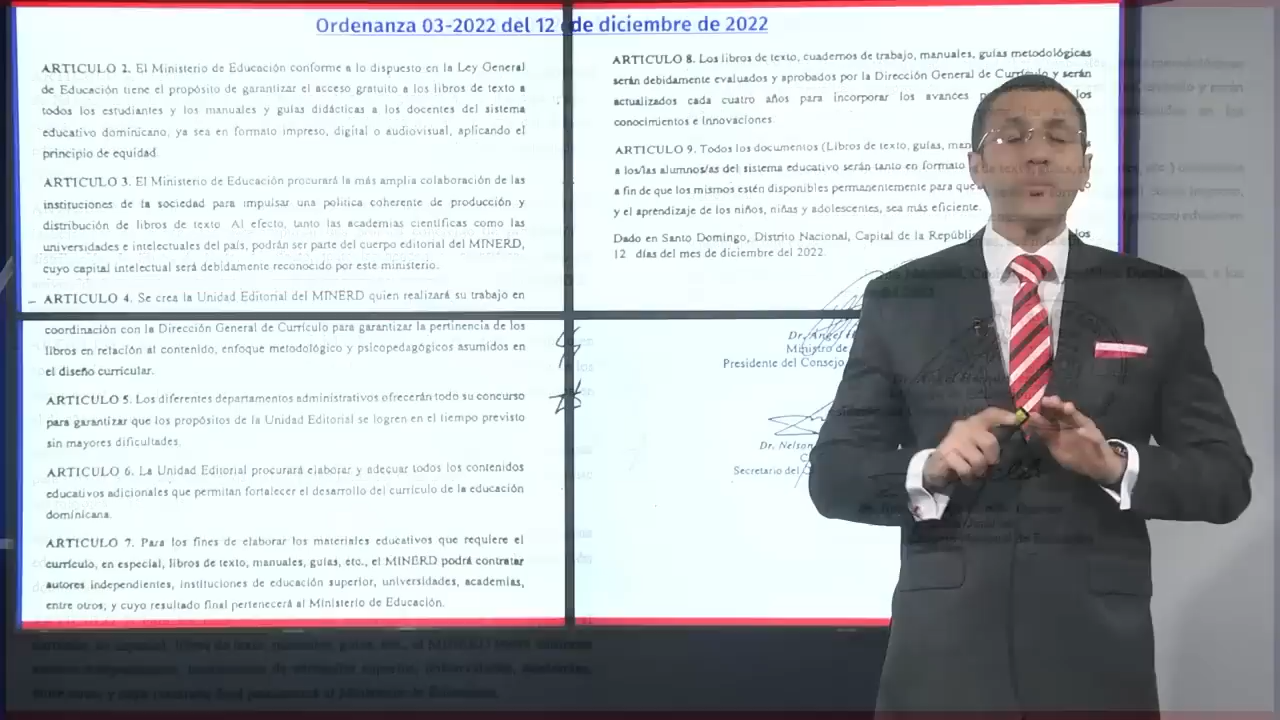 Ordenanza 03-2022 del 12 de diciembre de 2022
ARTICULO 2. El Ministerio de Educación conforme a lo dispuesto en la Ley General
de Educación tiene el propósito de garantizar el acceso gratuito a los libros de texto a
todos los estudiantes y los manuales y guías didácticas a los docentes del sistema
educativo dominicano, ya sea en formato impreso, digital o audiovisual, aplicando el
principio de equidad.
ARTICULO 3. El Ministerio de Educación procurará la más amplia colaboración de las
instituciones de la sociedad para impulsar una política coherente de producción y
distribución de libros de texto. Al efecto, tanto las academias científicas como las
universidades e intelectuales del país, podrán ser parte del cuerpo editorial del MINERD,
cuyo capital intelectual será debidamente reconocido por este ministerio.
ARTICULO 4. Se crea la Unidad Editorial del MINERD quien realizará su trabajo en
coordinación con la Dirección General de Currículo para garantizar la pertinencia de los
libros en relación al contenido, enfoque metodológico y psicopedagógicos asumidos en
el diseño curricular.
ARTICULO 5. Los diferentes departamentos administrativos ofrecerán todo su concurso
para garantizar que los propósitos de la Unidad Editorial se logren en el tiempo previsto
sin mayores dificultades.
ARTICULO 6. La Unidad Editorial procurará elaborar y adecuar todos los contenidos
educativos adicionales que permitan fortalecer el desarrollo del currículo de la educación
dominicana.
ARTICULO 7. Para los fines de elaborar los materiales educativos que requiere el
currículo, en especial, libros de texto, manuales, guías, etc., el MINERD podrá contratar
autores independientes, instituciones de educación superior, universidades, academias,
entre otros, y cuyo resultado final pertenecerá al Ministerio de Educación.
ARTICULO 8. Los libros de texto, cuadernos de trabajo, manuales, guías metodológicas
serán debidamente evaluados y aprobados por la Dirección General de Currículo y serán
actualizados cada cuatro años para incorporar los avances los
conocimientos e Innovaciones.
ARTICULO 9. Todos los documentos (Libros de texto, guías,
a los/las alumnos/as del sistema educativo serán tanto en formato
a fin de que los mismos estén disponibles permanentemente para que
y el aprendizaje de los niños, niñas y adolescentes, sea más eficiente.
Dado en Santo Domingo, Distrito Nacional, Capital de la los
12 días del mes de diciembre del 2022.
Dr. Angel
Ministro de
Presidente del Consejo
Dr. Nelson
Secretario del